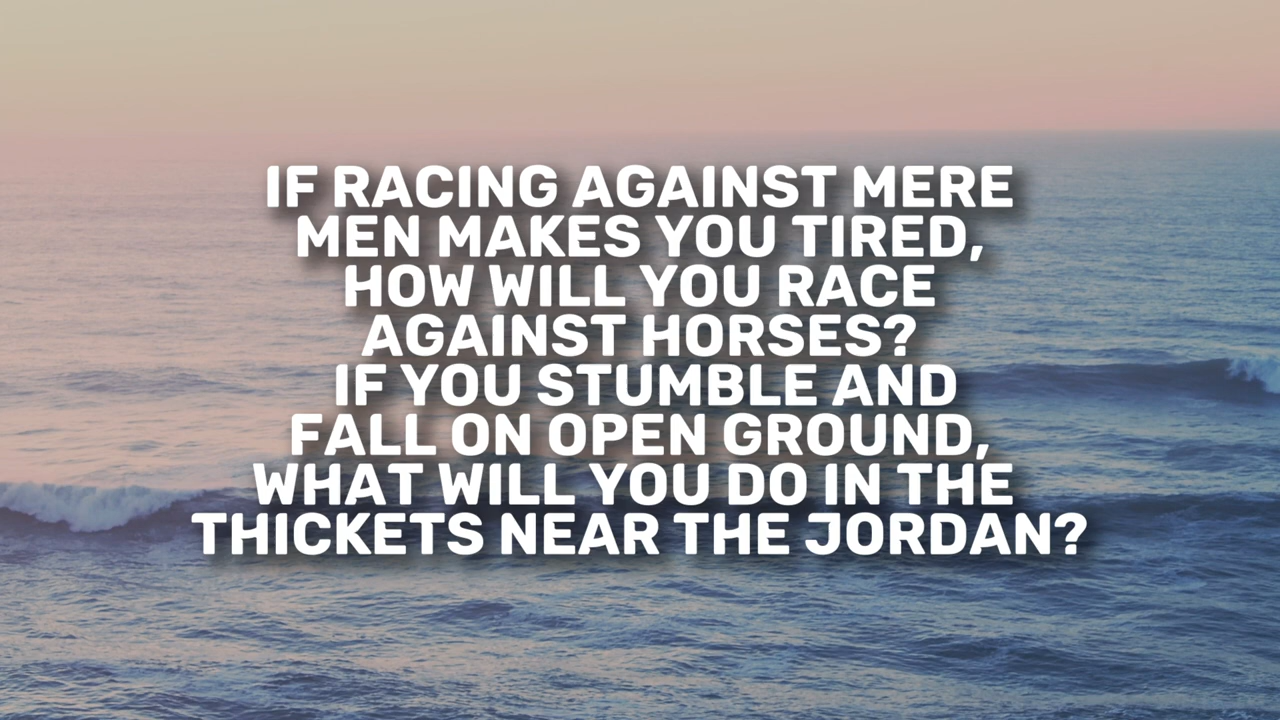 IF RACING AGAINST MERE
MEN MAKES YOU TIRED,
HOW WILL YOU RACE
AGAINST HORSES?
IF YOU STUMBLE AND
FALL ON OPEN GROUND,
WHAT WILL YOU DO IN THE
THICKETS NEAR THE JORDAN?